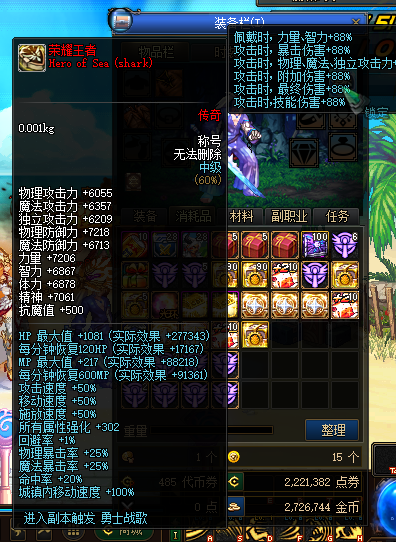 装备栏(I)
荣耀王者
Hero of Sea (shark)
传奇
0.001kg
称号
无法删除
中级
(60%)
物理攻击力 +6055
魔法攻击力 +6357
独立攻击力 +6209
物理防御力 +7218
魔法防御力 +6713
力量 +7206
智力 +6867
体力 +6878
精神 +7061
抗魔值 +500
HP 最大值 +1081 (实际效果 +277343)
每分钟恢复120HP (实际效果 +17167)
MP 最大值 +217 (实际效果 +88218)
每分钟恢复600MP (实际效果 +91361)
攻击速度 +50%
移动速度 +50%
施放速度 +50%
所有属性强化 +302
回避率 +1%
物理暴击率 +25%
魔法暴击率 +25%
命中率 +20%
城镇内移动速度 +100%
进入副本触发 勇士战歌
佩戴时, 力量、智力+88%
攻击时, 暴击伤害+88%
攻击时, 物理、魔法、独立攻击力+
攻击时, 附加伤害+88%
攻击时, 最终伤害+88%
攻击时,技能伤害+88%
物品栏
锁定
装备
消耗品
材料
副职业
任务
重量
整理
1 个
15 个
485 代币券
2,221,382 点券
0 点
2,726,744 金币